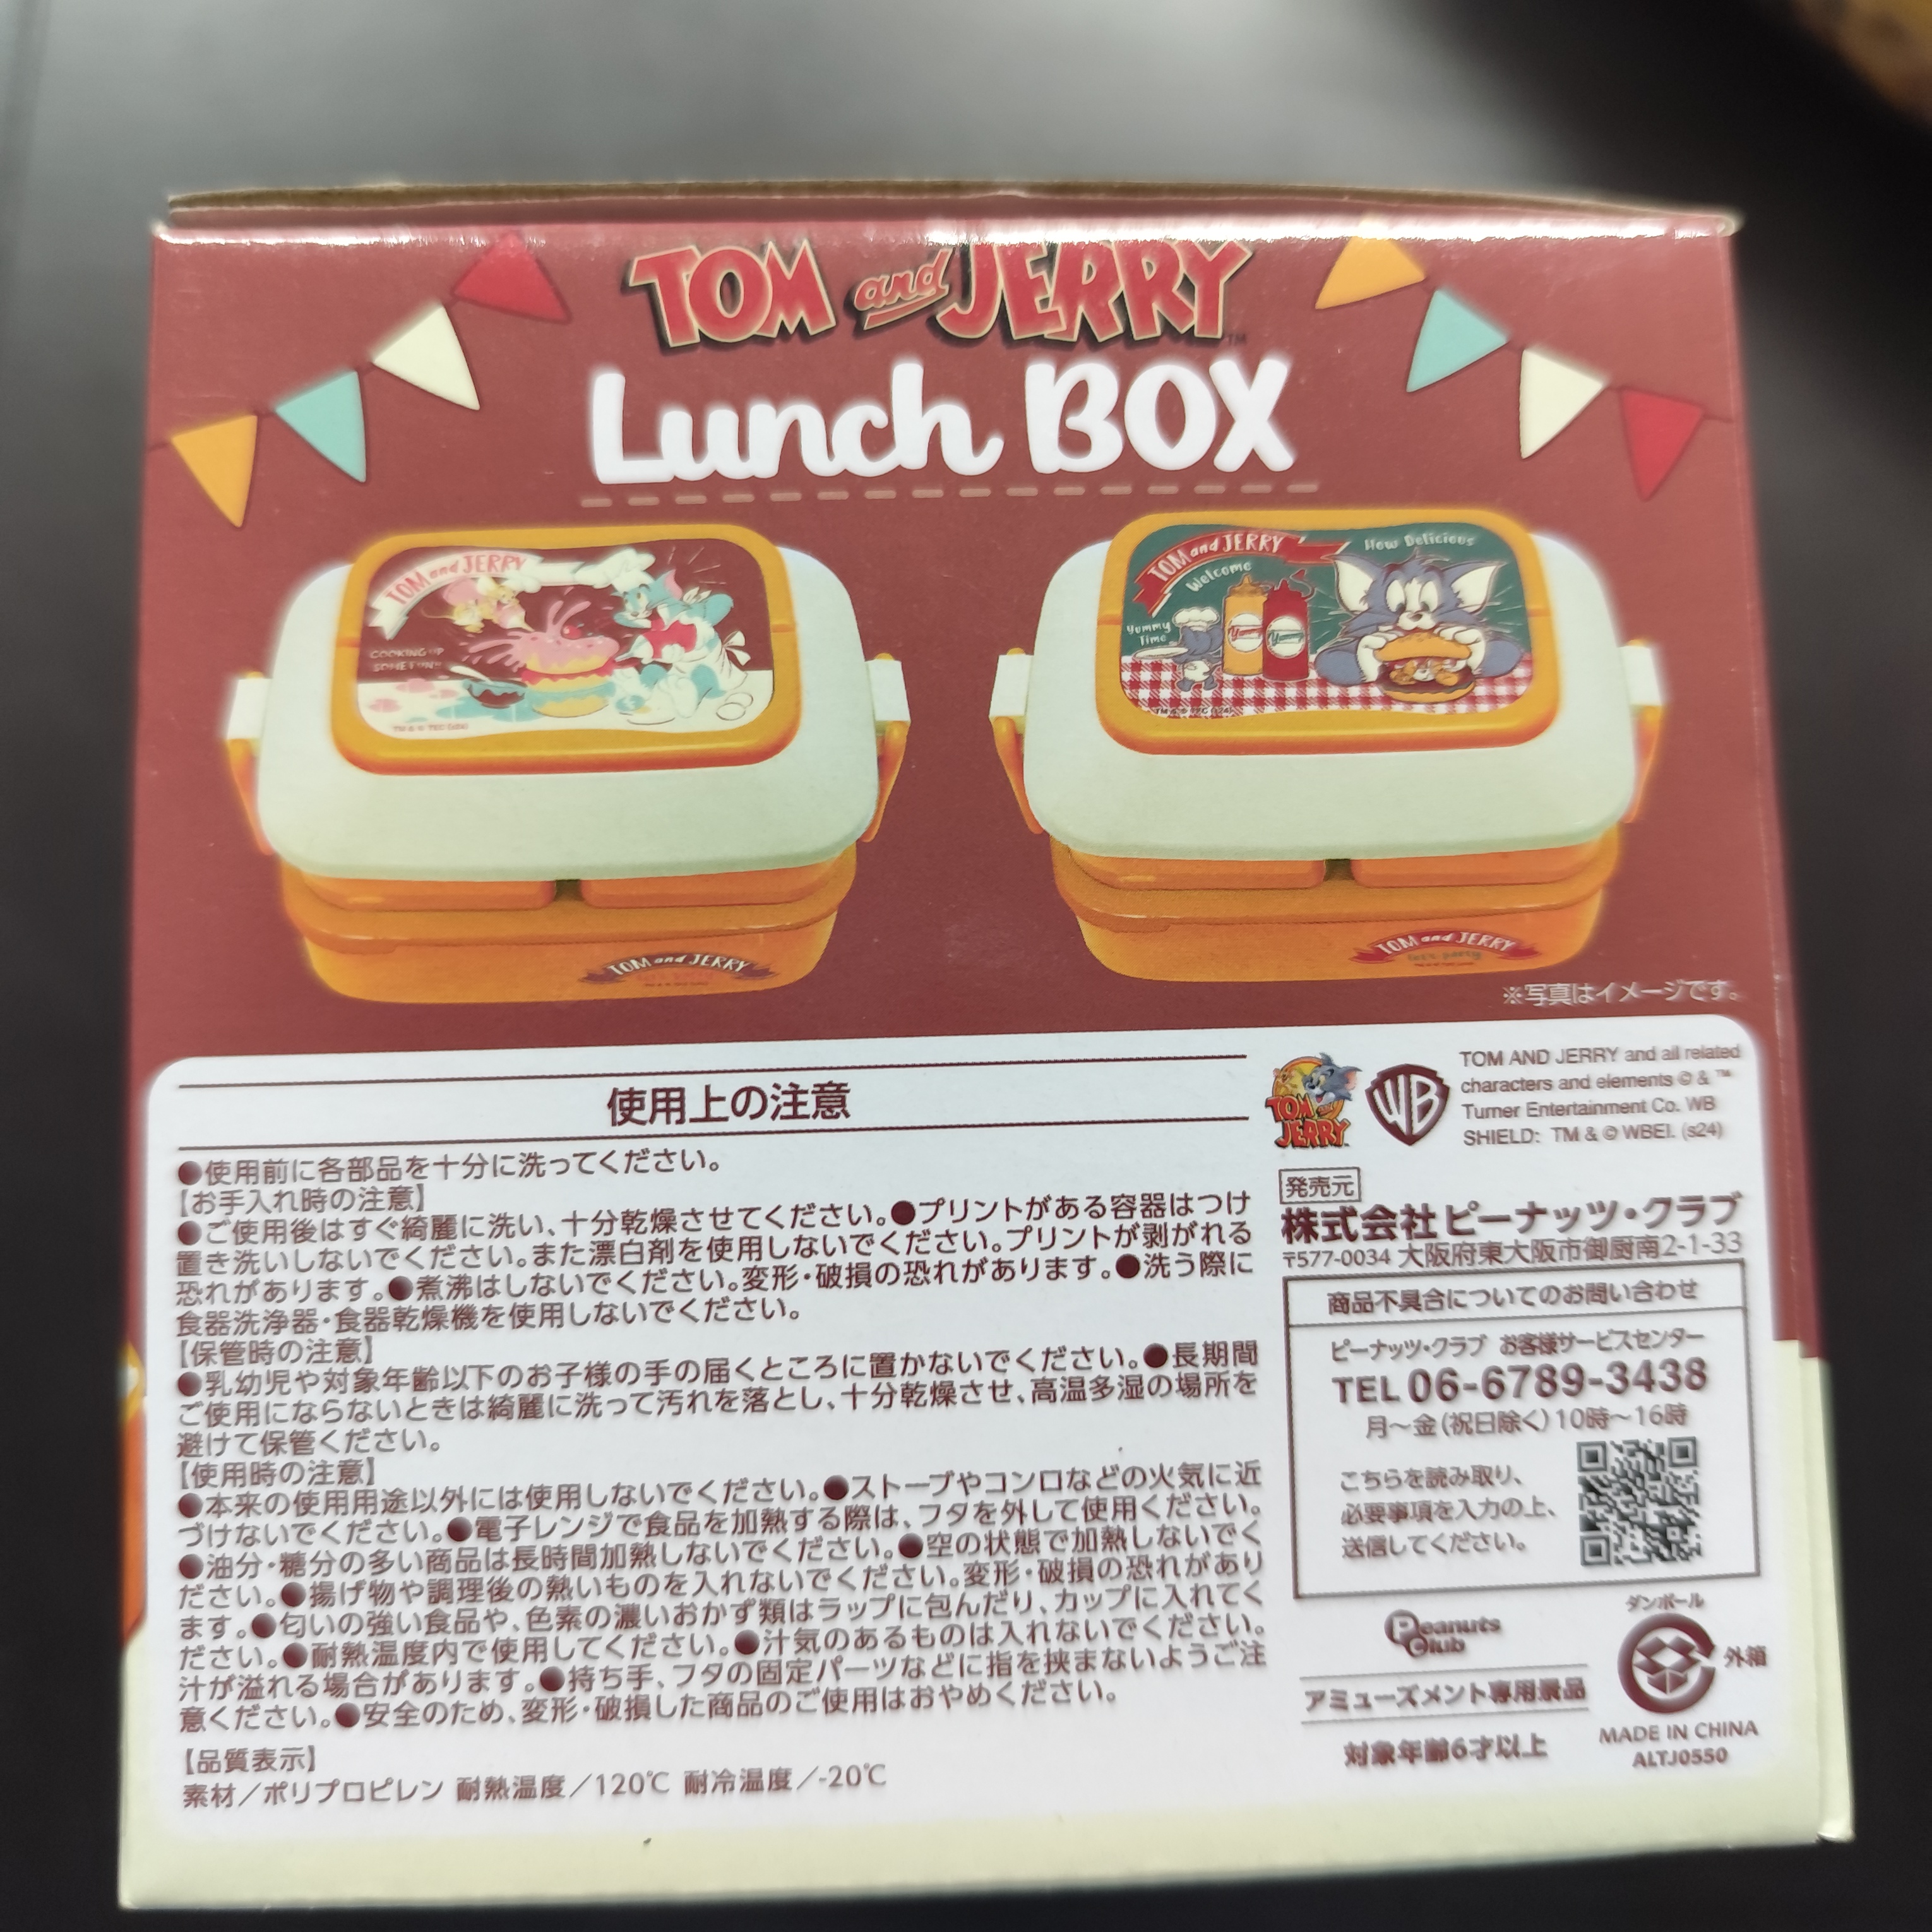 TOM and JERRY™
Lunch BOX
TOM and JERRY
COOKING UP
SOME FUN!!
TOM and JERRY
TOM and JERRY
How Delicious
Welcome
Yummy
Time
Yummy
Yummy
TOM and JERRY
let's party
※写真はイメージです。
使用上の注意
●使用前に各部品を十分に洗ってください。
【お手入れ時の注意】
●ご使用後はすぐ綺麗に洗い、十分乾燥させてください。●プリントがある容器はつけ
置き洗いしないでください。また漂白剤を使用しないでください。プリントが剥がれる
恐れがあります。●煮沸はしないでください。変形・破損の恐れがあります。●洗う際に
食器洗浄器・食器乾燥機を使用しないでください。
【保管時の注意】
●乳幼児や対象年齢以下のお子様の手の届くところに置かないでください。●長期間
ご使用にならないときは綺麗に洗って汚れを落とし、十分乾燥させ、高温多湿の場所を
避けて保管ください。
【使用時の注意】
●本来の使用用途以外には使用しないでください。●ストーブやコンロなどの火気に近
づけないでください。●電子レンジで食品を加熱する際は、フタを外して使用ください。
●油分・糖分の多い商品は長時間加熱しないでください。●空の状態で加熱しないでく
ださい。●揚げ物や調理後の熱いものを入れないでください。変形・破損の恐れがあり
ます。●匂いの強い食品や、色素の濃いおかず類はラップに包んだり、カップに入れてく
ださい。●耐熱温度内で使用してください。●汁気のあるものは入れないでください。
汁が溢れる場合があります。●持ち手、フタの固定パーツなどに指を挟まないようご注
意ください。●安全のため、変形・破損した商品のご使用はおやめください。
【品質表示】
素材／ポリプロピレン 耐熱温度／120℃ 耐冷温度／-20℃
TOM and JERRY
WB
TOM AND JERRY and all related
characters and elements © & ™
Turner Entertainment Co. WB
SHIELD: TM & © WBEI. (s24)
発売元
株式会社ピーナッツ・クラブ
〒577-0034 大阪府東大阪市御厨南2-1-33
商品不具合についてのお問い合わせ
ピーナッツ・クラブ お客様サービスセンター
TEL 06-6789-3438
月～金(祝日除く)10時～16時
こちらを読み取り、
必要事項を入力の上、
送信してください。
Peanuts
Club
アミューズメント専用景品
対象年齢6才以上
ダンボール
外箱
MADE IN CHINA
ALTJ0550